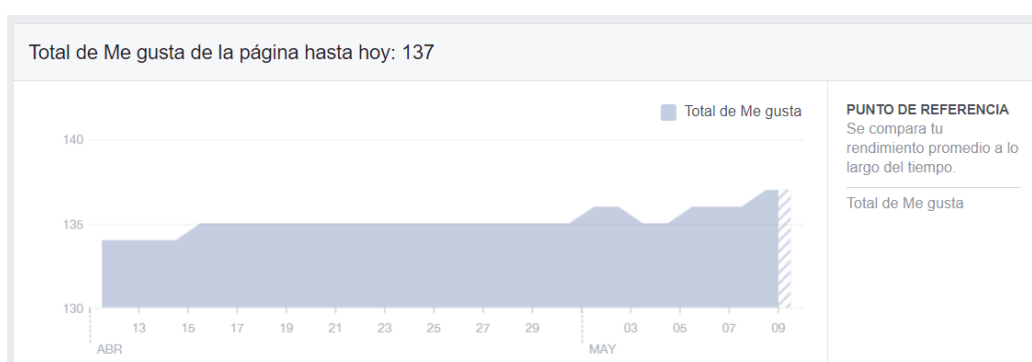 Total de Me gusta de la página hasta hoy: 137
Total de Me gusta
140
135
130
13 15 17 19 21 23 25 27 29 03 05 07 09
ABR MAY
PUNTO DE REFERENCIA
Se compara tu
rendimiento promedio a lo
largo del tiempo.
Total de Me gusta